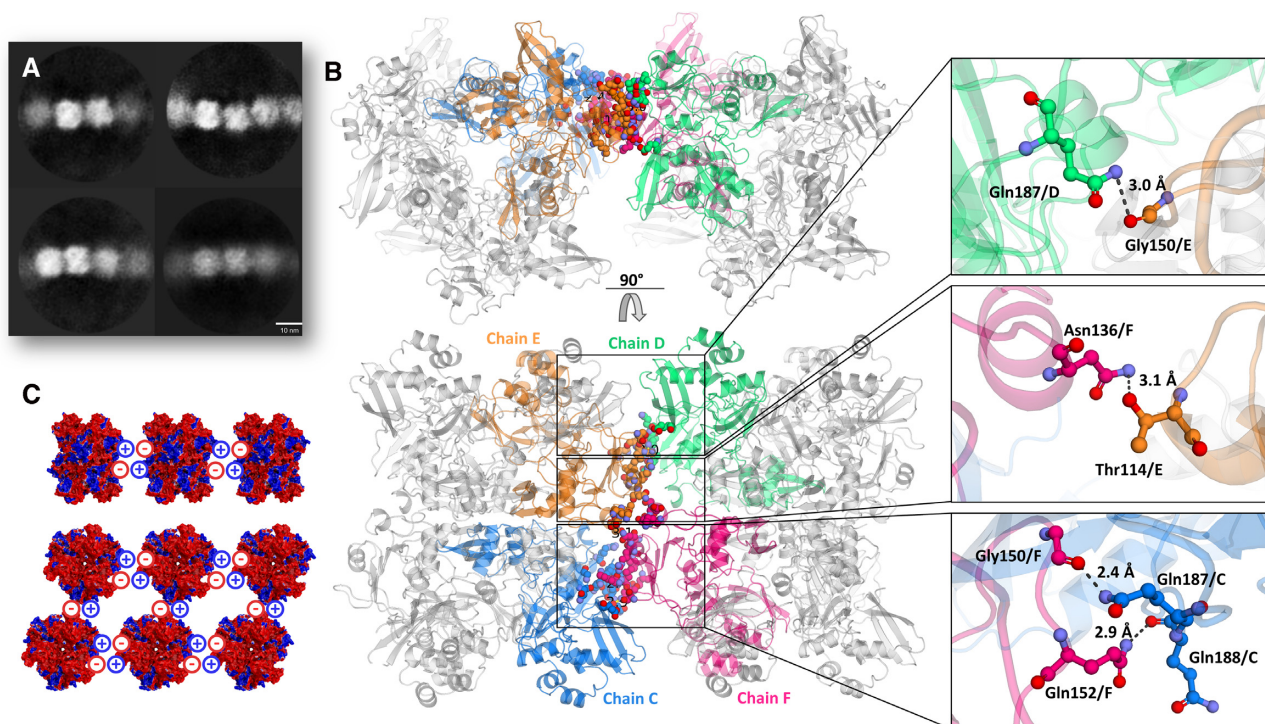 A
10 nm
B
90°
Chain E
Chain D
Chain C
Chain F
C
+ -
- +
+ -
- +
+ -
- +
+ -
- +
- +
- +
- +
+ -
- +
+ -
- +
Gln187/D
3.0 Å
Gly150/E
Asn136/F
3.1 Å
Thr114/E
Gly150/F
2.4 Å
Gln187/C
2.9 Å
Gln188/C
Gln152/F